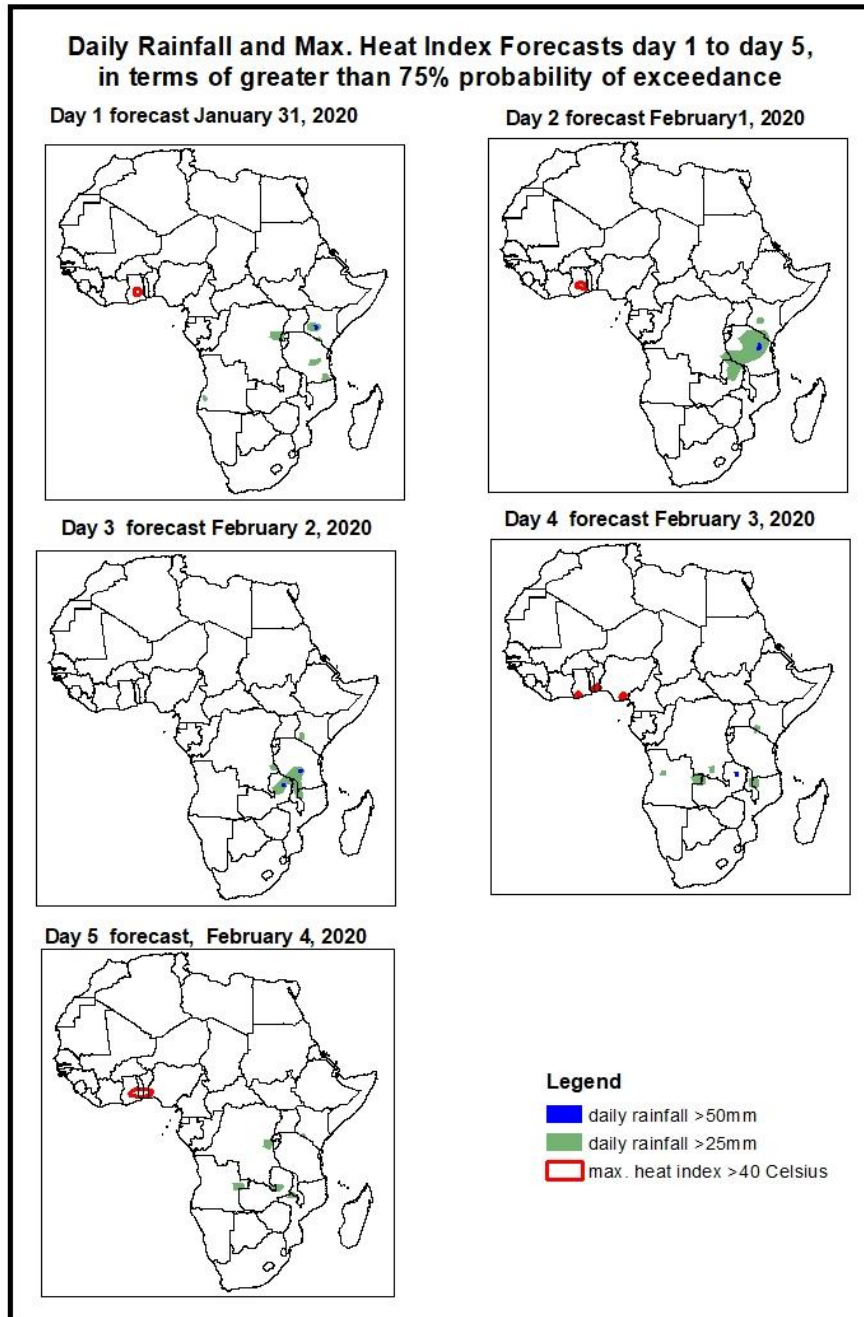 Daily Rainfall and Max. Heat Index Forecasts day 1 to day 5,
in terms of greater than 75% probability of exceedance
Day 1 forecast January 31, 2020
Day 2 forecast February1, 2020
Day 3 forecast February 2, 2020
Day 4 forecast February 3, 2020
Day 5 forecast, February 4, 2020
Legend
daily rainfall >50mm
daily rainfall >25mm
max. heat index >40 Celsius